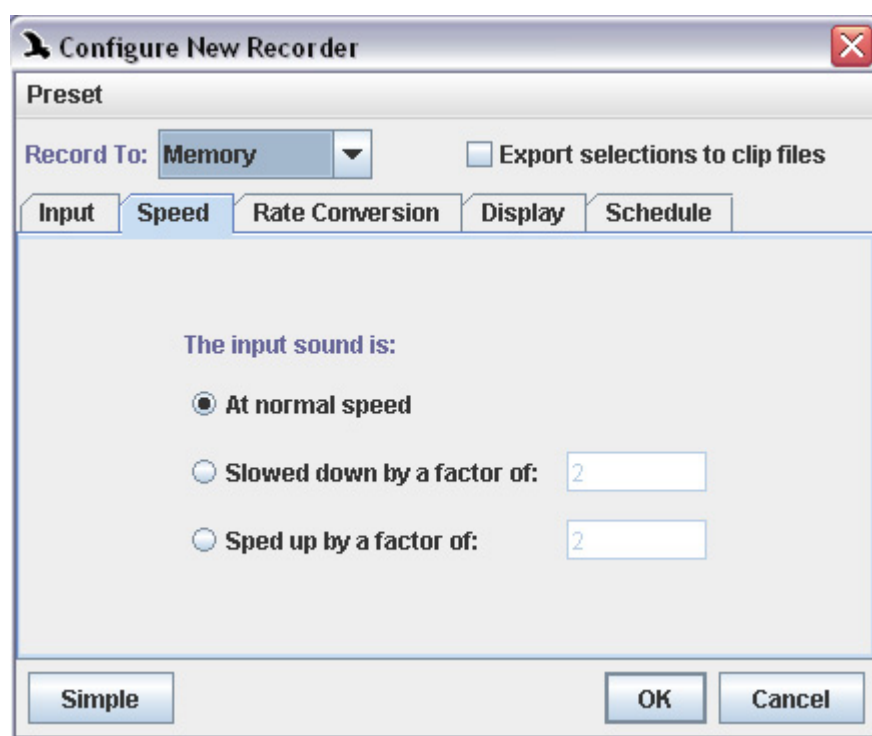 Configure New Recorder
Preset
Record To: Memory Export selections to clip files
Input Speed Rate Conversion Display Schedule
The input sound is:
At normal speed
Slowed down by a factor of: 2
Sped up by a factor of: 2
Simple OK Cancel